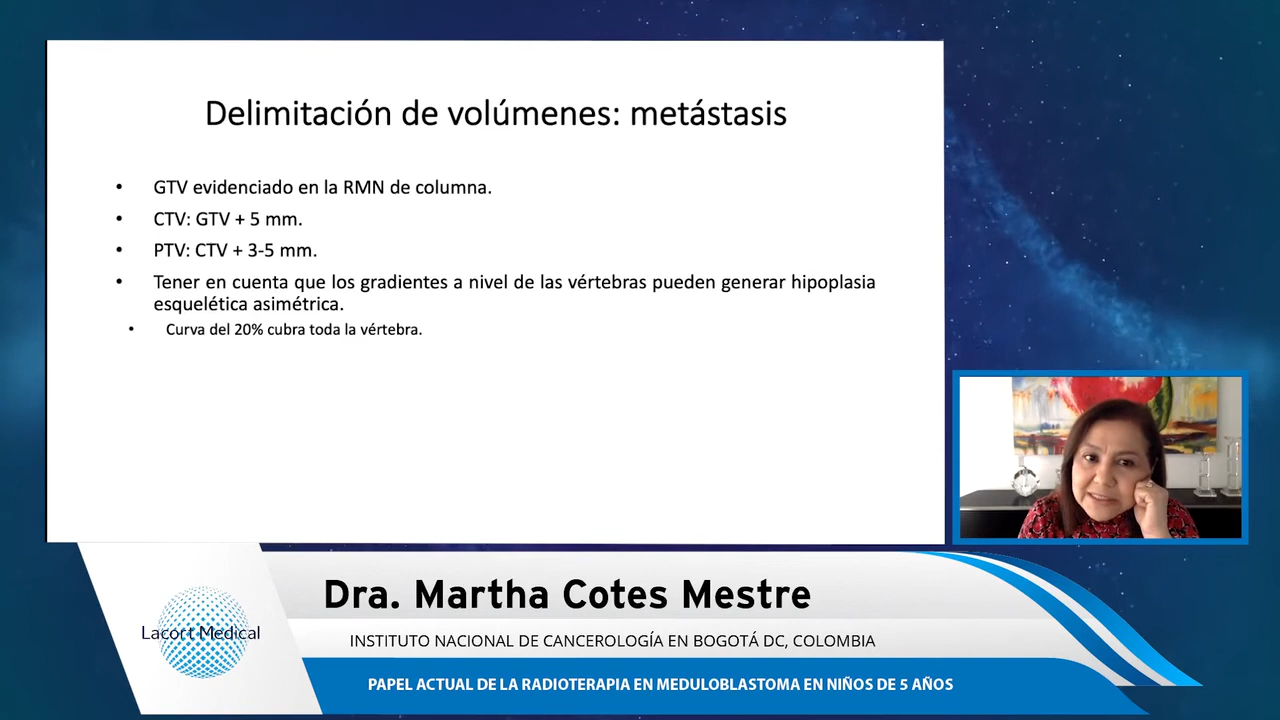 Delimitación de volúmenes: metástasis
• GTV evidenciado en la RMN de columna.
• CTV: GTV + 5 mm.
• PTV: CTV + 3-5 mm.
• Tener en cuenta que los gradientes a nivel de las vértebras pueden generar hipoplasia
esquelética asimétrica.
• Curva del 20% cubra toda la vértebra.
Dra. Martha Cotes Mestre
Lacort Medical
INSTITUTO NACIONAL DE CANCEROLOGÍA EN BOGOTÁ DC, COLOMBIA
PAPEL ACTUAL DE LA RADIOTERAPIA EN MEDULOBLASTOMA EN NIÑOS DE 5 AÑOS